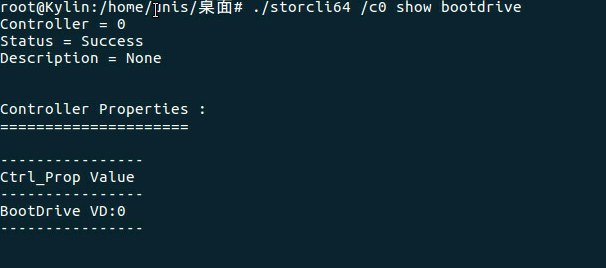 root@Kylin:/home/unis/桌面# ./storcli64 /c0 show bootdrive
Controller = 0
Status = Success
Description = None
Controller Properties :
=====================
----------------
Ctrl_Prop Value
----------------
BootDrive VD:0
----------------